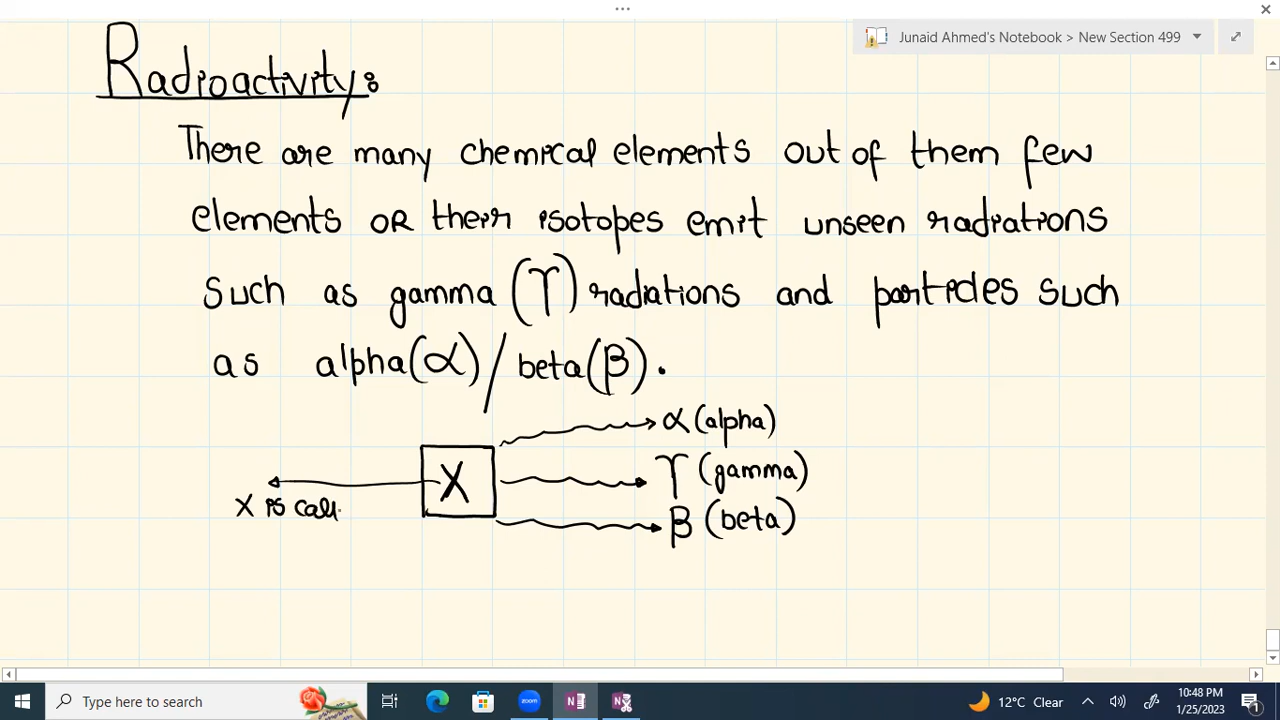 Junaid Ahmed's Notebook > New Section 499
Radioactivity:
There are many chemical elements out of them few
elements OR their isotopes emit unseen radiations
such as gamma (ϒ) radiations and particles such
as alpha(α)/beta(β).
α (alpha)
X
ϒ (gamma)
X is call
β (beta)
Type here to search
zoom
12°C Clear
10:48 PM
1/25/2023
1